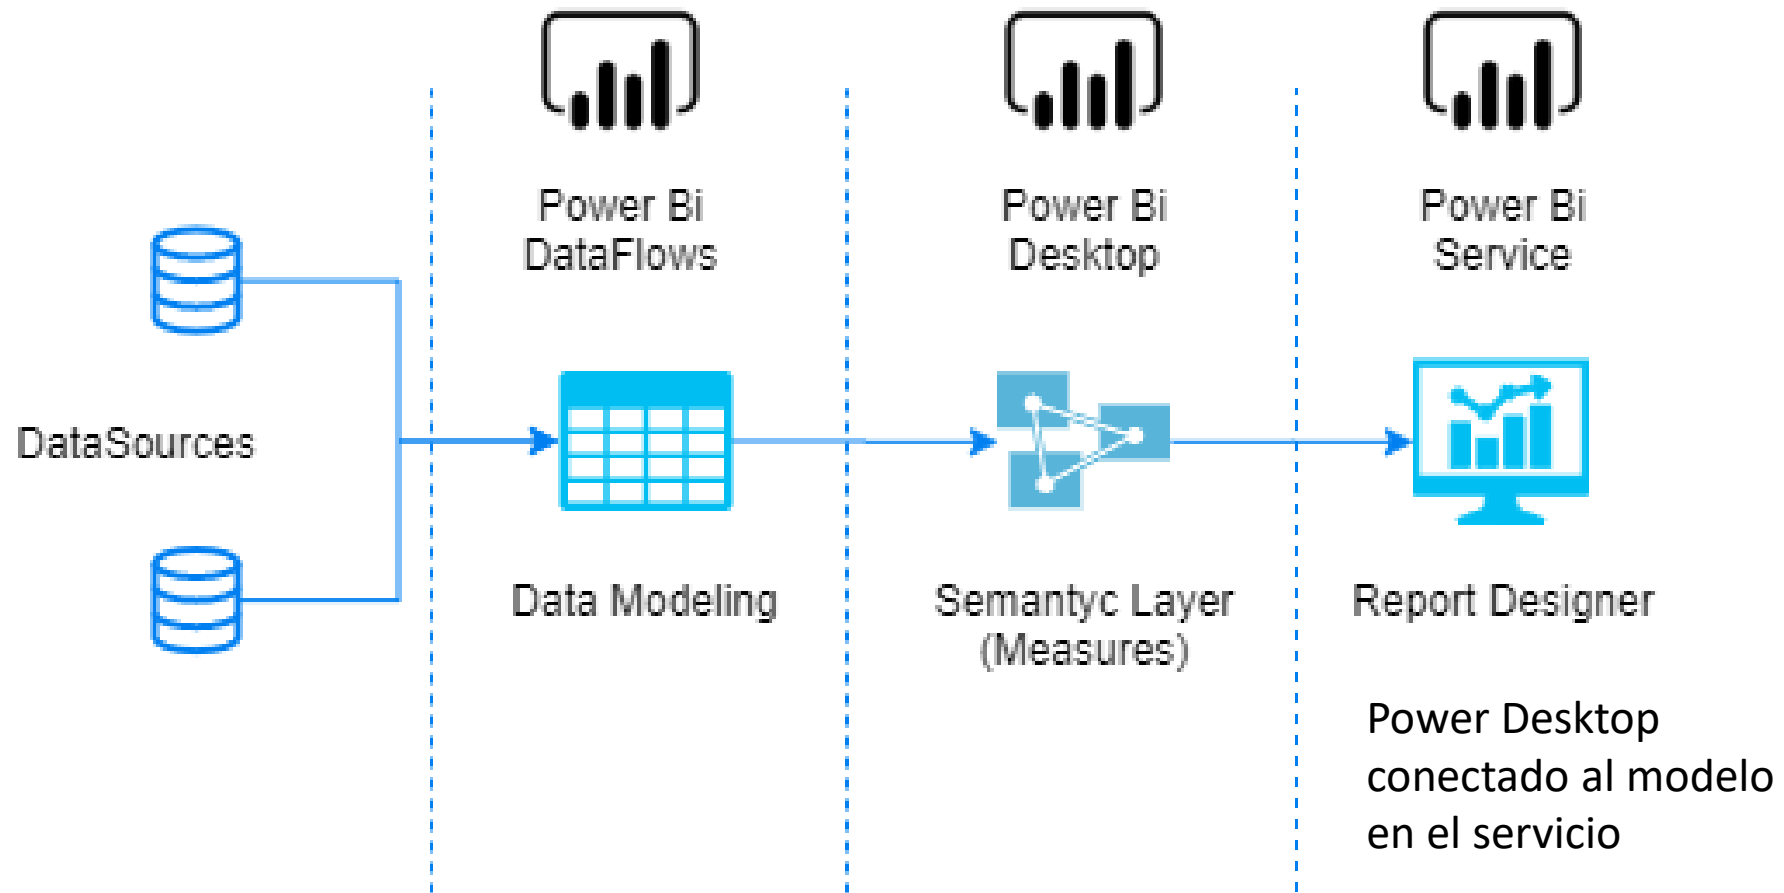 Power Bi
DataFlows
Power Bi
Desktop
Power Bi
Service
DataSources
Data Modeling
Semantyc Layer
(Measures)
Report Designer
Power Desktop
conectado al modelo
en el servicio